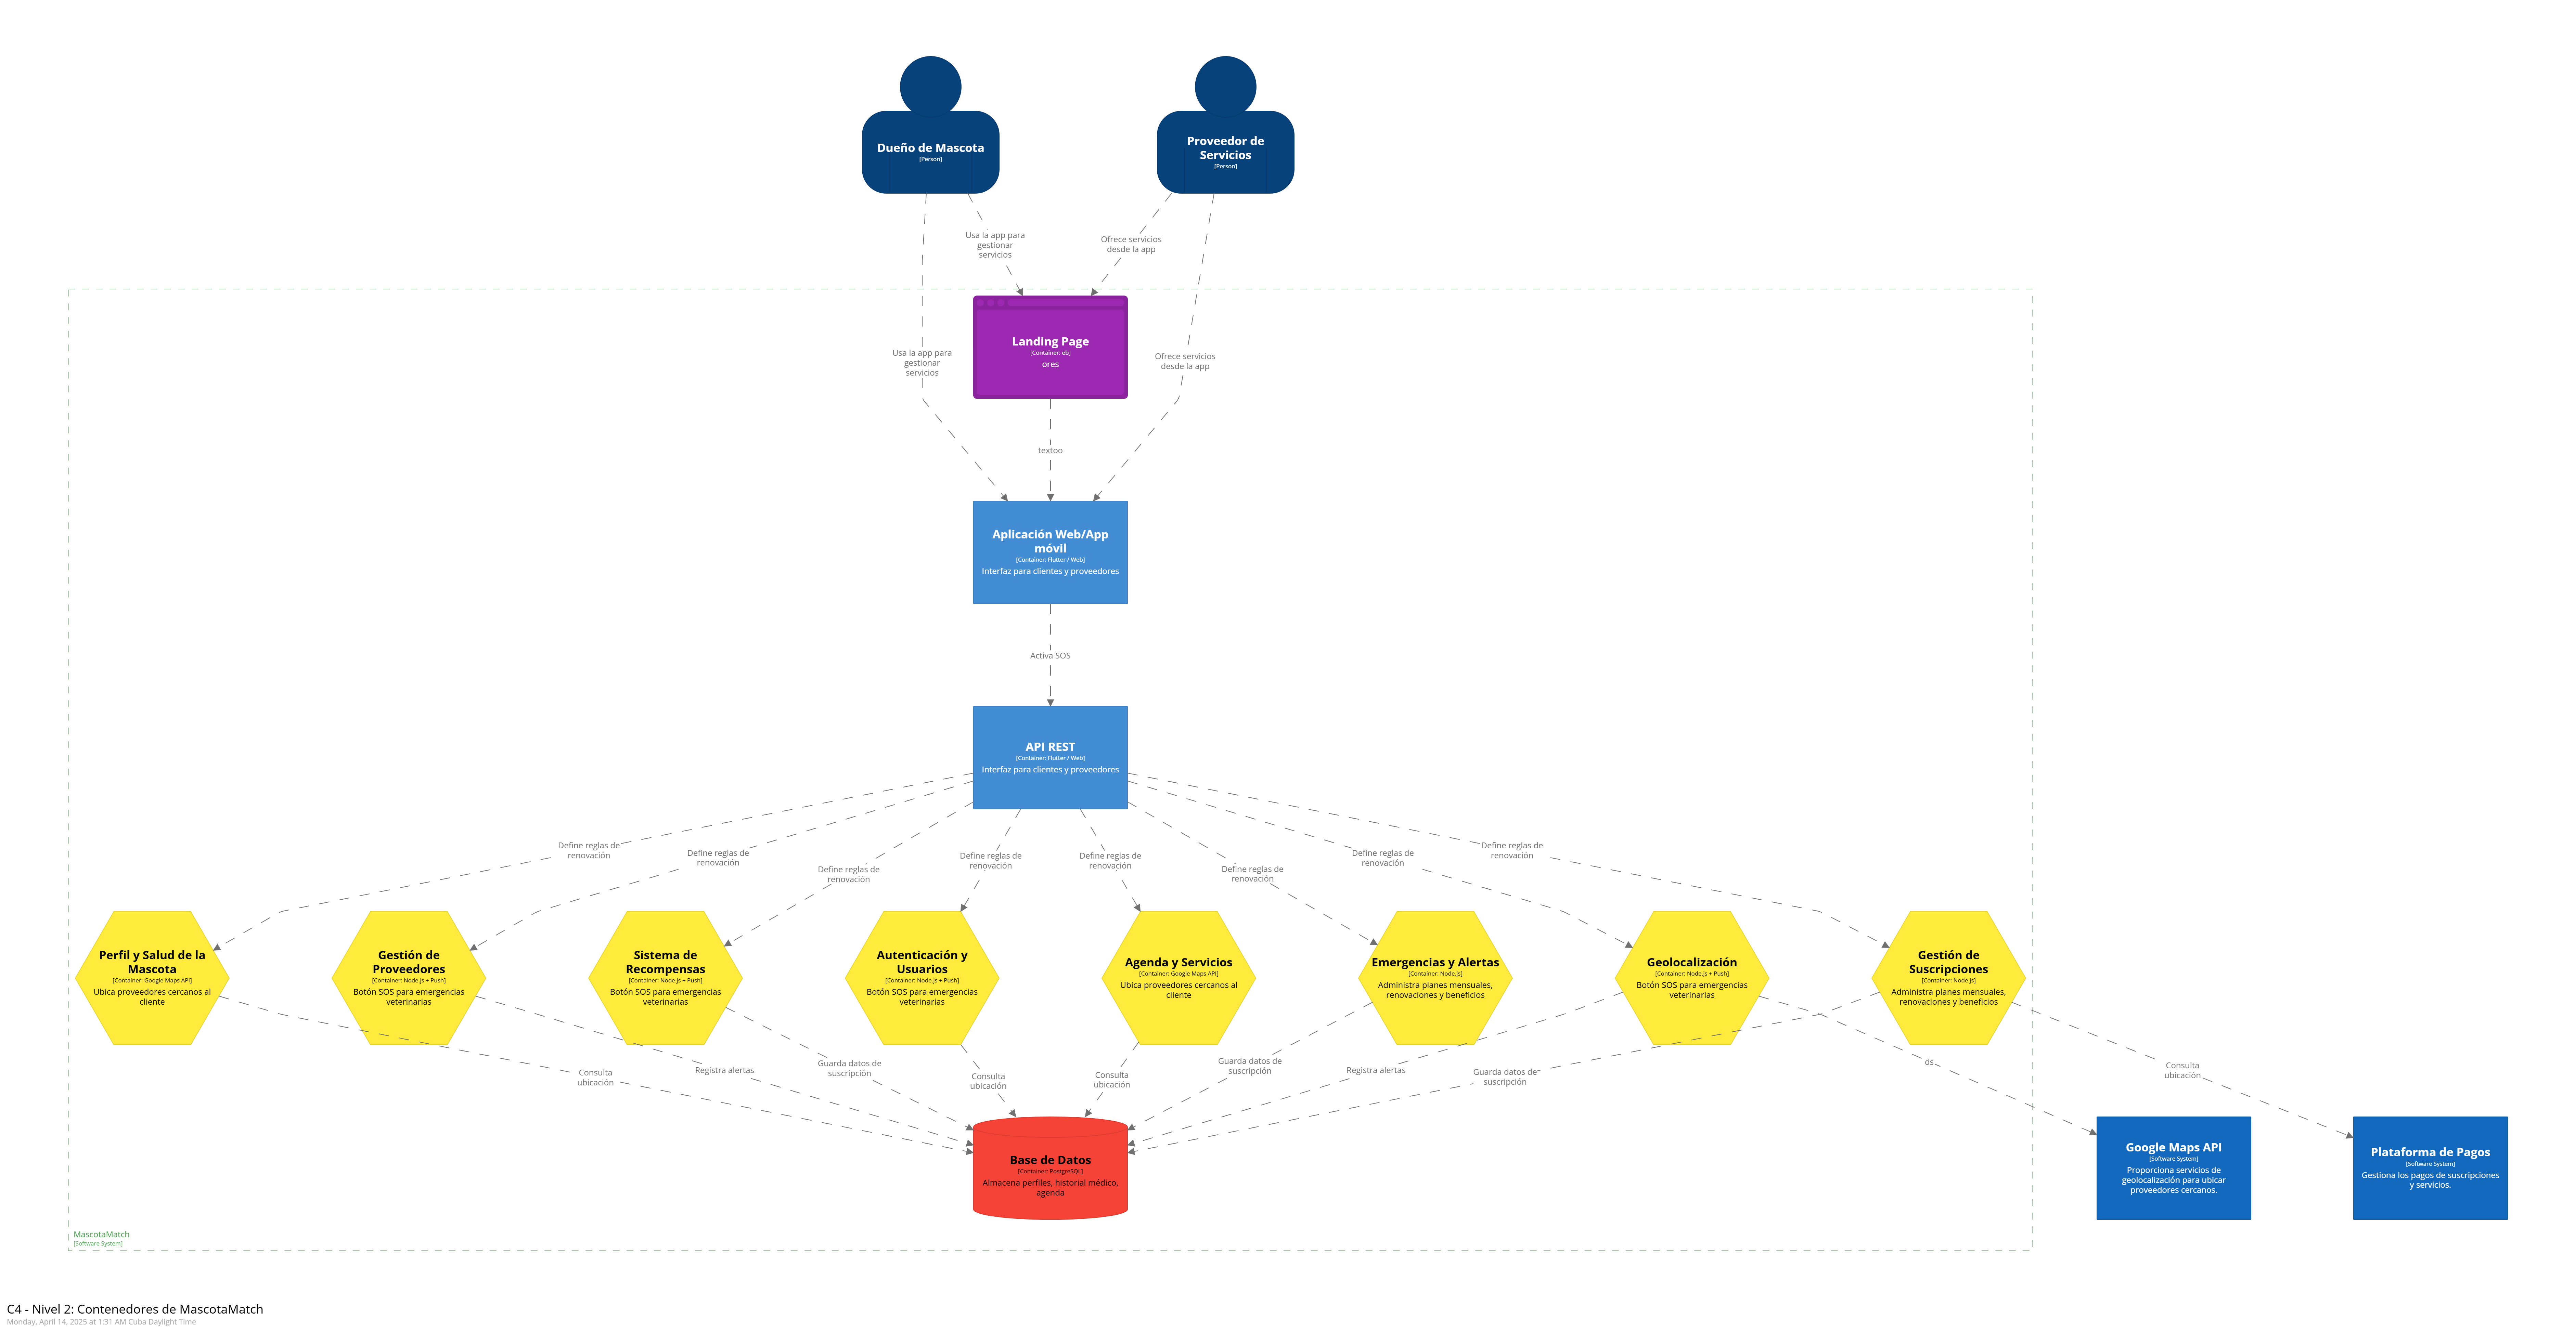 Dueño de Mascota
[Person]
Proveedor de
Servicios
[Person]
Usa la app para
gestionar
servicios
Ofrece servicios
desde la app
Usa la app para
gestionar
servicios
Ofrece servicios
desde la app
Landing Page
[Container: eb]
ores
textoo
Aplicación Web/App
móvil
[Container: Flutter / Web]
Interfaz para clientes y proveedores
Activa SOS
API REST
[Container: Flutter / Web]
Interfaz para clientes y proveedores
Define reglas de
renovación
Define reglas de
renovación
Define reglas de
renovación
Define reglas de
renovación
Define reglas de
renovación
Define reglas de
renovación
Define reglas de
renovación
Define reglas de
renovación
Perfil y Salud de la
Mascota
[Container: Google Maps API]
Ubica proveedores cercanos al
cliente
Gestión de
Proveedores
[Container: Node.js + Push]
Botón SOS para emergencias
veterinarias
Sistema de
Recompensas
[Container: Node.js + Push]
Botón SOS para emergencias
veterinarias
Autenticación y
Usuarios
[Container: Node.js + Push]
Botón SOS para emergencias
veterinarias
Agenda y Servicios
[Container: Google Maps API]
Ubica proveedores cercanos al
cliente
Emergencias y Alertas
[Container: Node.js]
Administra planes mensuales,
renovaciones y beneficios
Geolocalización
[Container: Node.js + Push]
Botón SOS para emergencias
veterinarias
Gestión de
Suscripciones
[Container: Node.js]
Administra planes mensuales,
renovaciones y beneficios
Consulta
ubicación
Registra alertas
Guarda datos de
suscripción
Consulta
ubicación
Consulta
ubicación
Guarda datos de
suscripción
Registra alertas
Guarda datos de
suscripción
ds
Consulta
ubicación
Base de Datos
[Container: PostgreSQL]
Almacena perfiles, historial médico,
agenda
Google Maps API
[Software System]
Proporciona servicios de
geolocalización para ubicar
proveedores cercanos.
Plataforma de Pagos
[Software System]
Gestiona los pagos de suscripciones
y servicios.
MascotaMatch
[Software System]
C4 - Nivel 2: Contenedores de MascotaMatch
Monday, April 14, 2025 at 1:31 AM Cuba Daylight Time